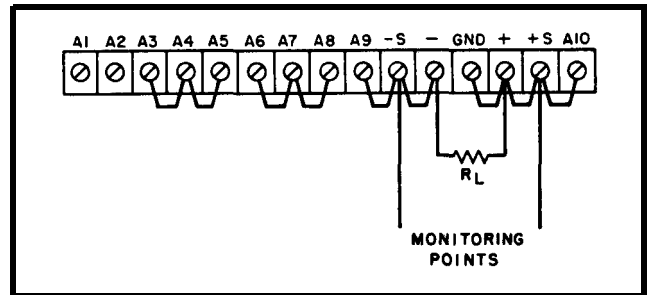 A1 A2 A3 A4 A5 A6 A7 A8 A9 -S - GND + +S A10
RL
MONITORING
POINTS